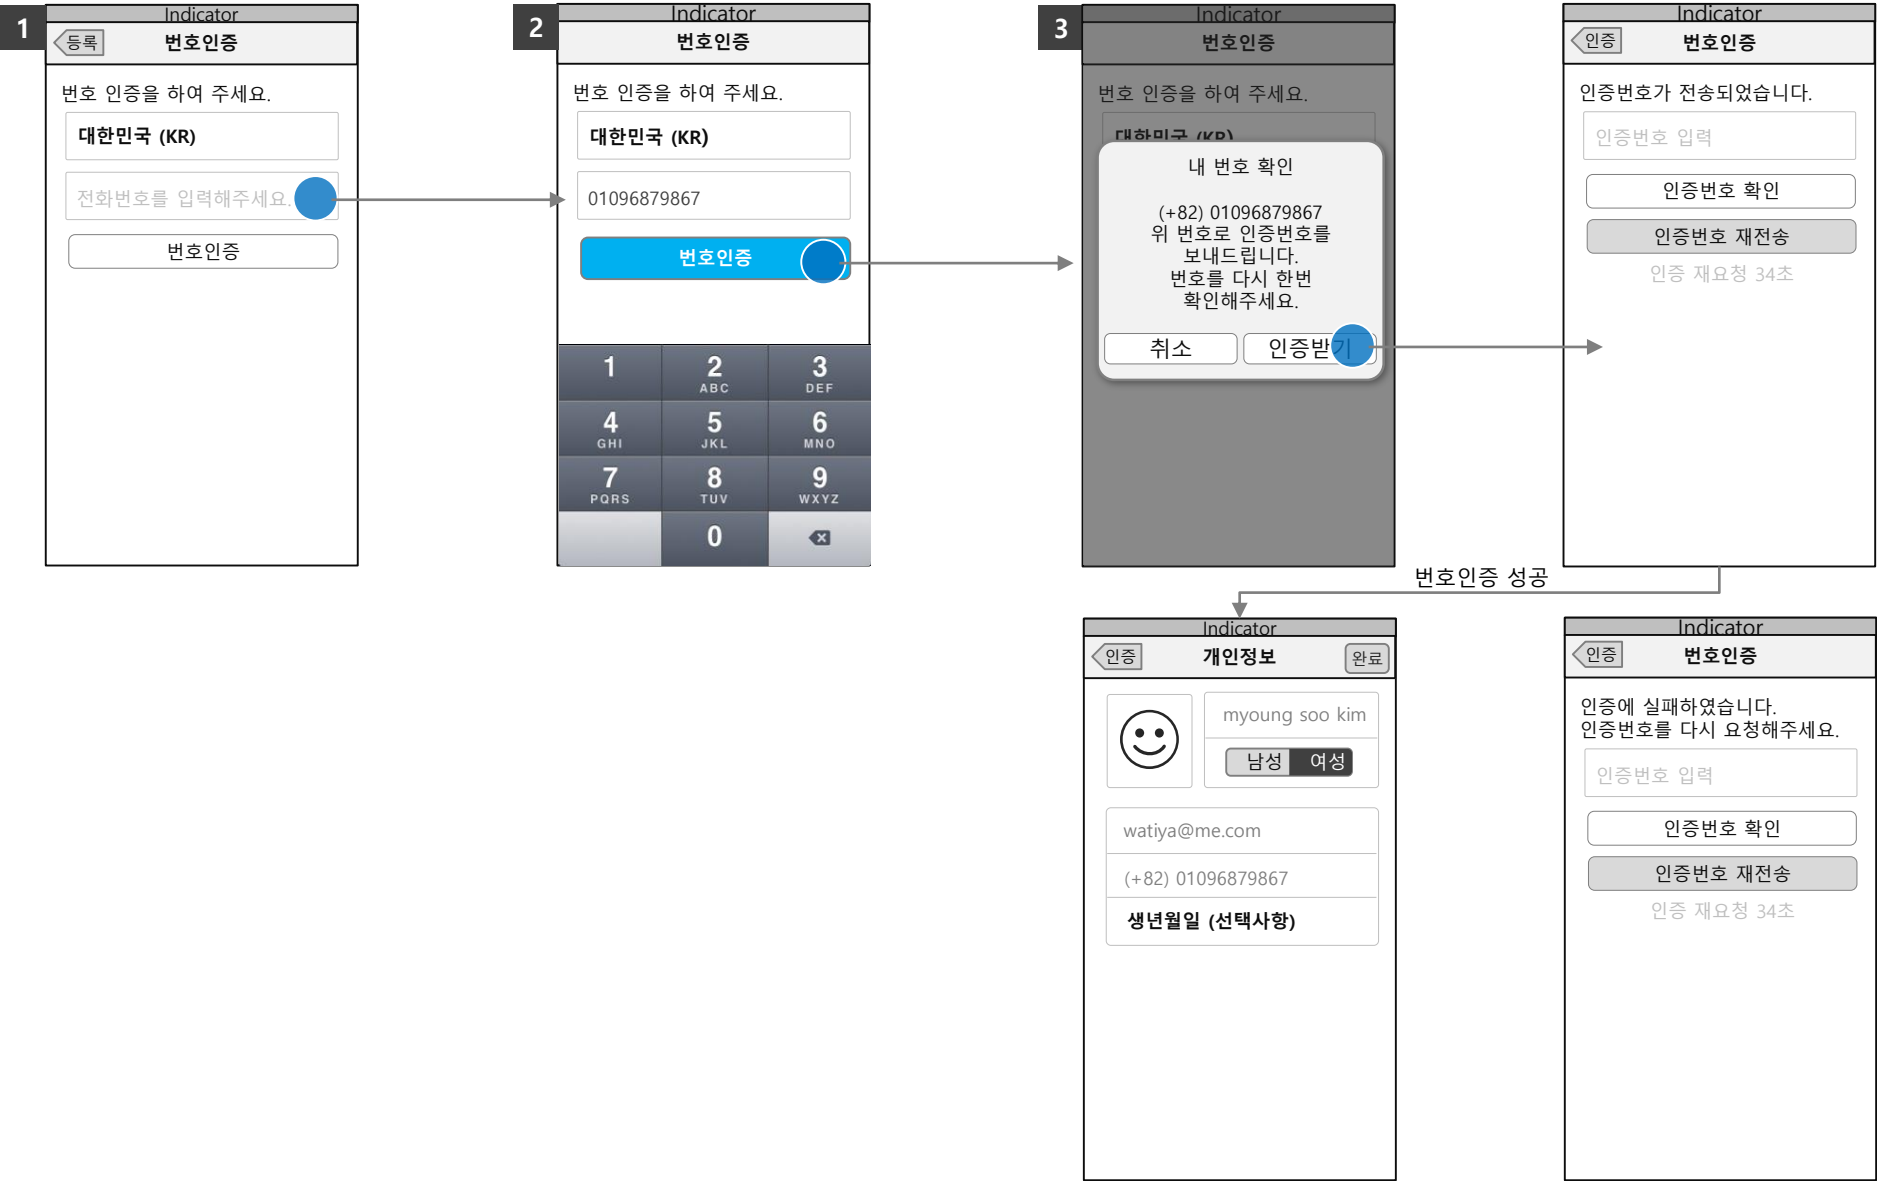 1
Indicator
등록
번호인증
번호 인증을 하여 주세요.
대한민국 (KR)
전화번호를 입력해주세요.
번호인증
2
Indicator
번호인증
번호 인증을 하여 주세요.
대한민국 (KR)
01096879867
번호인증
1
2 ABC
3 DEF
4 GHI
5 JKL
6 MNO
7 PQRS
8 TUV
9 WXYZ
0
3
Indicator
번호인증
번호 인증을 하여 주세요.
대한민국 (KR)
내 번호 확인
(+82) 01096879867
위 번호로 인증번호를
보내드립니다.
번호를 다시 한번
확인해주세요.
취소
인증받기
Indicator
인증
번호인증
인증번호가 전송되었습니다.
인증번호 입력
인증번호 확인
인증번호 재전송
인증 재요청 34초
번호인증 성공
Indicator
인증
개인정보
완료
myoung soo kim
남성 여성
watiya@me.com
(+82) 01096879867
생년월일 (선택사항)
Indicator
인증
번호인증
인증에 실패하였습니다.
인증번호를 다시 요청해주세요.
인증번호 입력
인증번호 확인
인증번호 재전송
인증 재요청 34초